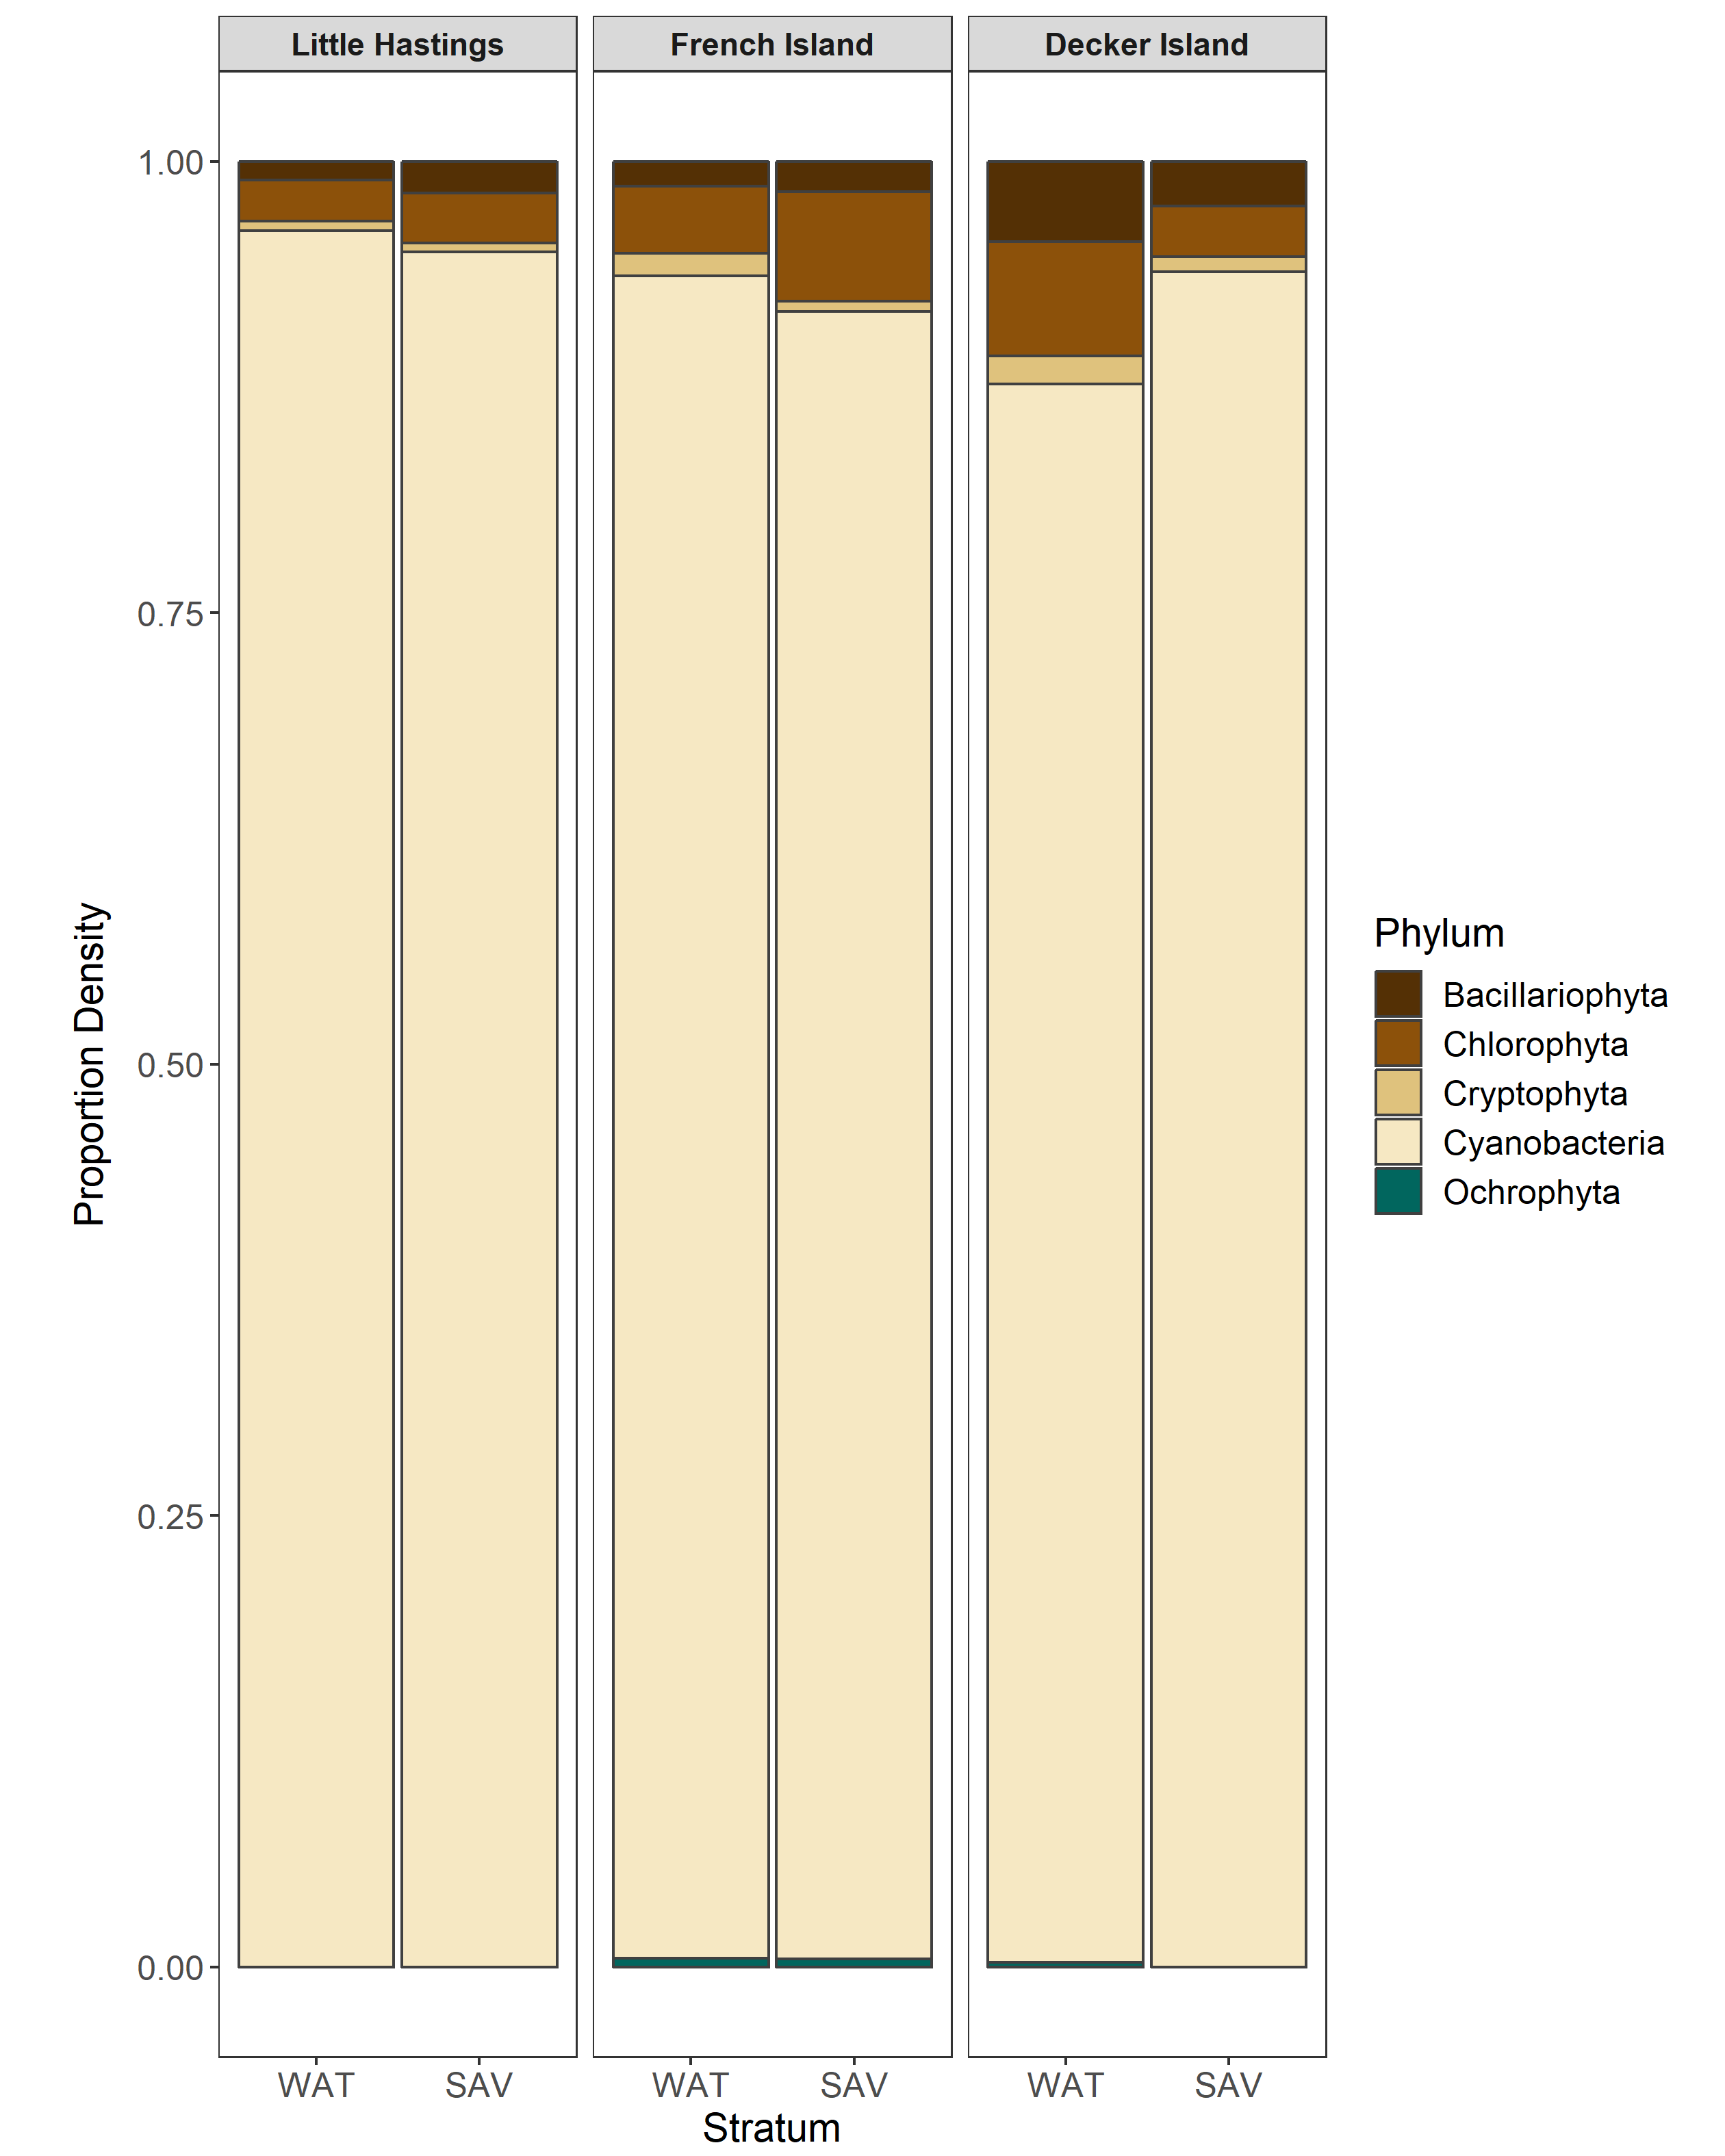 Little Hastings
French Island
Decker Island
1.00
0.75
0.50
0.25
0.00
Proportion Density
WAT
SAV
WAT
SAV
WAT
SAV
Stratum
Phylum
Bacillariophyta
Chlorophyta
Cryptophyta
Cyanobacteria
Ochrophyta